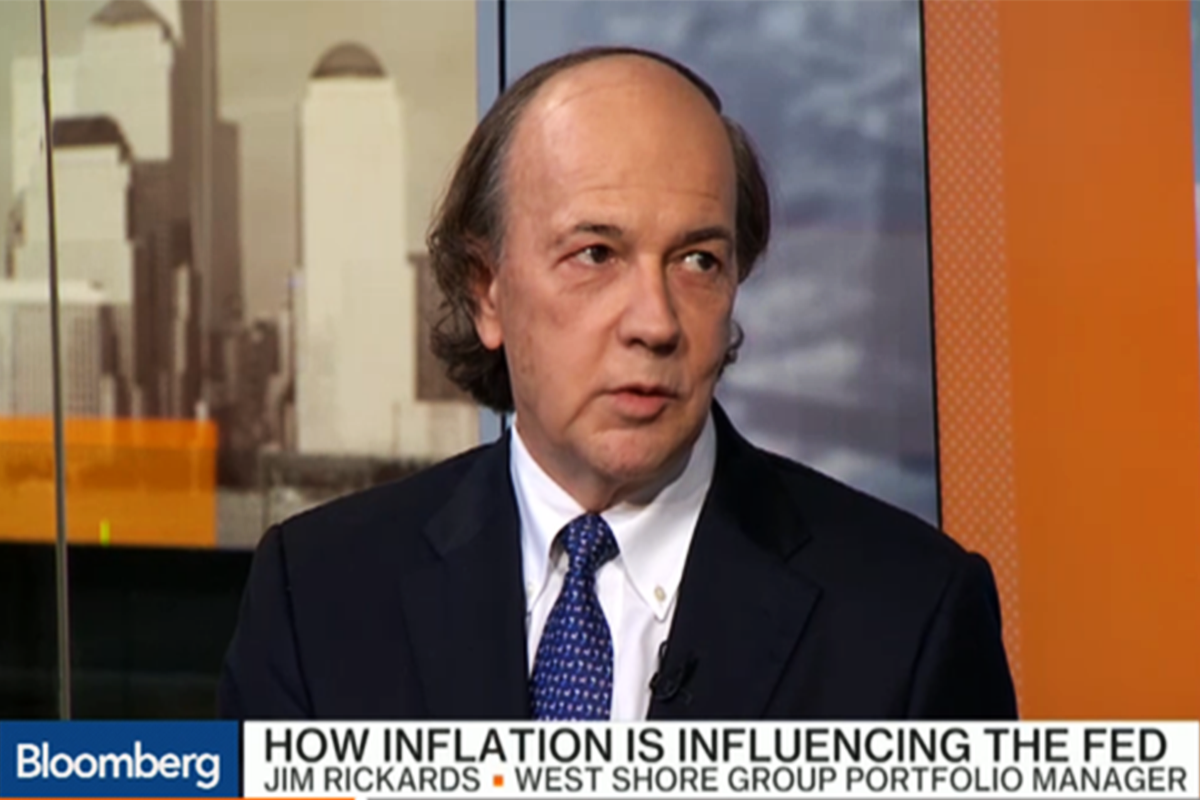 Bloomberg
HOW INFLATION IS INFLUENCING THE FED
JIM RICKARDS ▪ WEST SHORE GROUP PORTFOLIO MANAGER